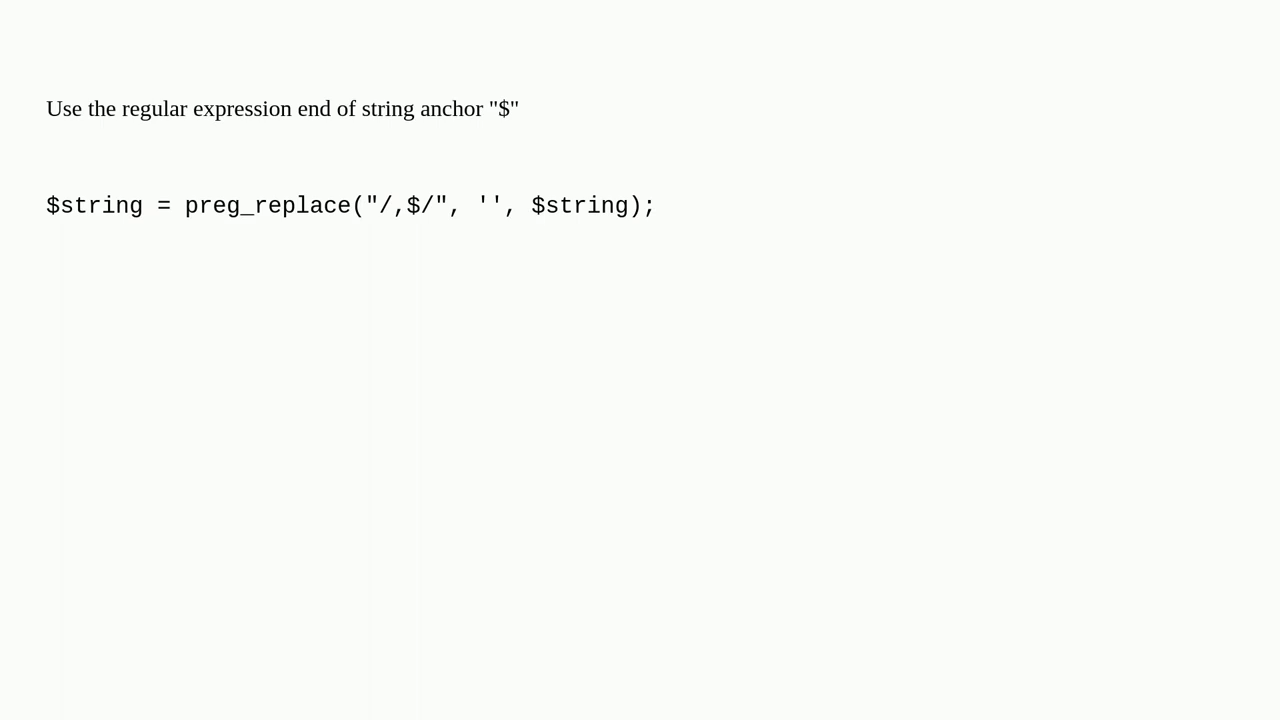 Use the regular expression end of string anchor "$"
$string = preg_replace("/,$/", '', $string);